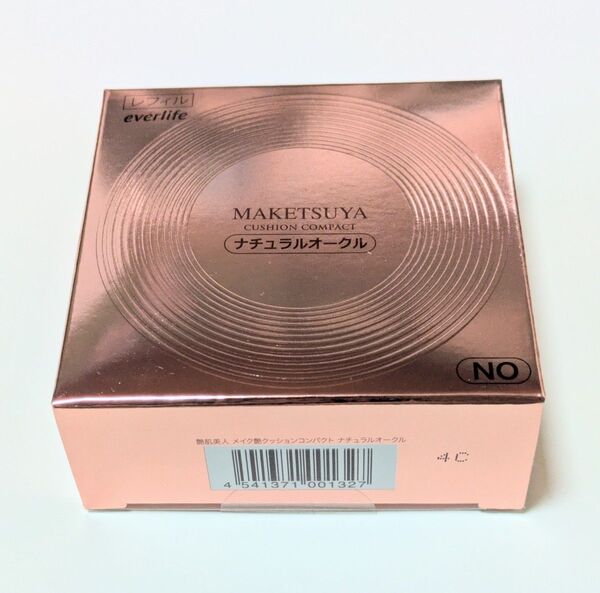 レフィル
everlife
MAKETSUYA
CUSHION COMPACT
ナチュラルオークル
NO
艶肌美人 メイク艶クッションコンパクト ナチュラルオークル
4 541371 001327
4C